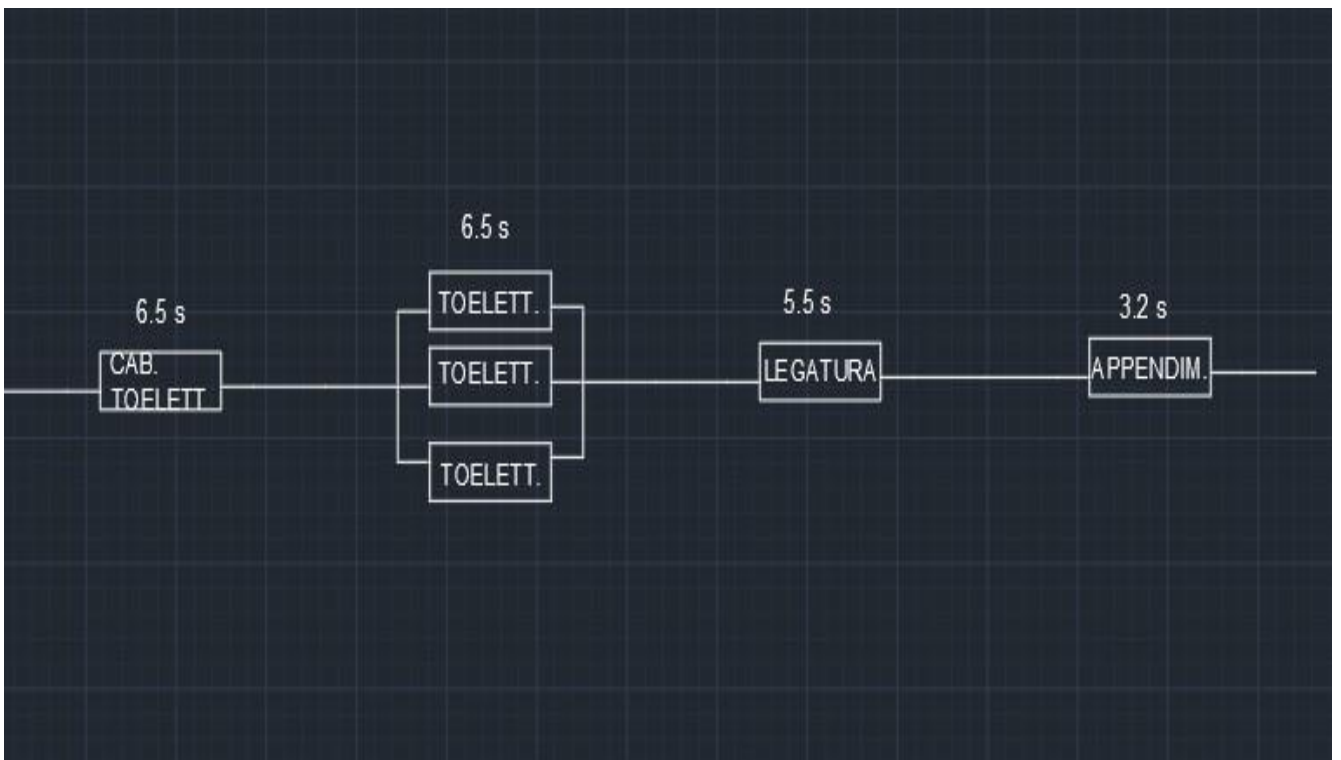 6.5 s
CAB.
TOELETT
6.5 s
TOELETT.
TOELETT.
TOELETT.
5.5 s
LEGATURA
3.2 s
APPENDIM.